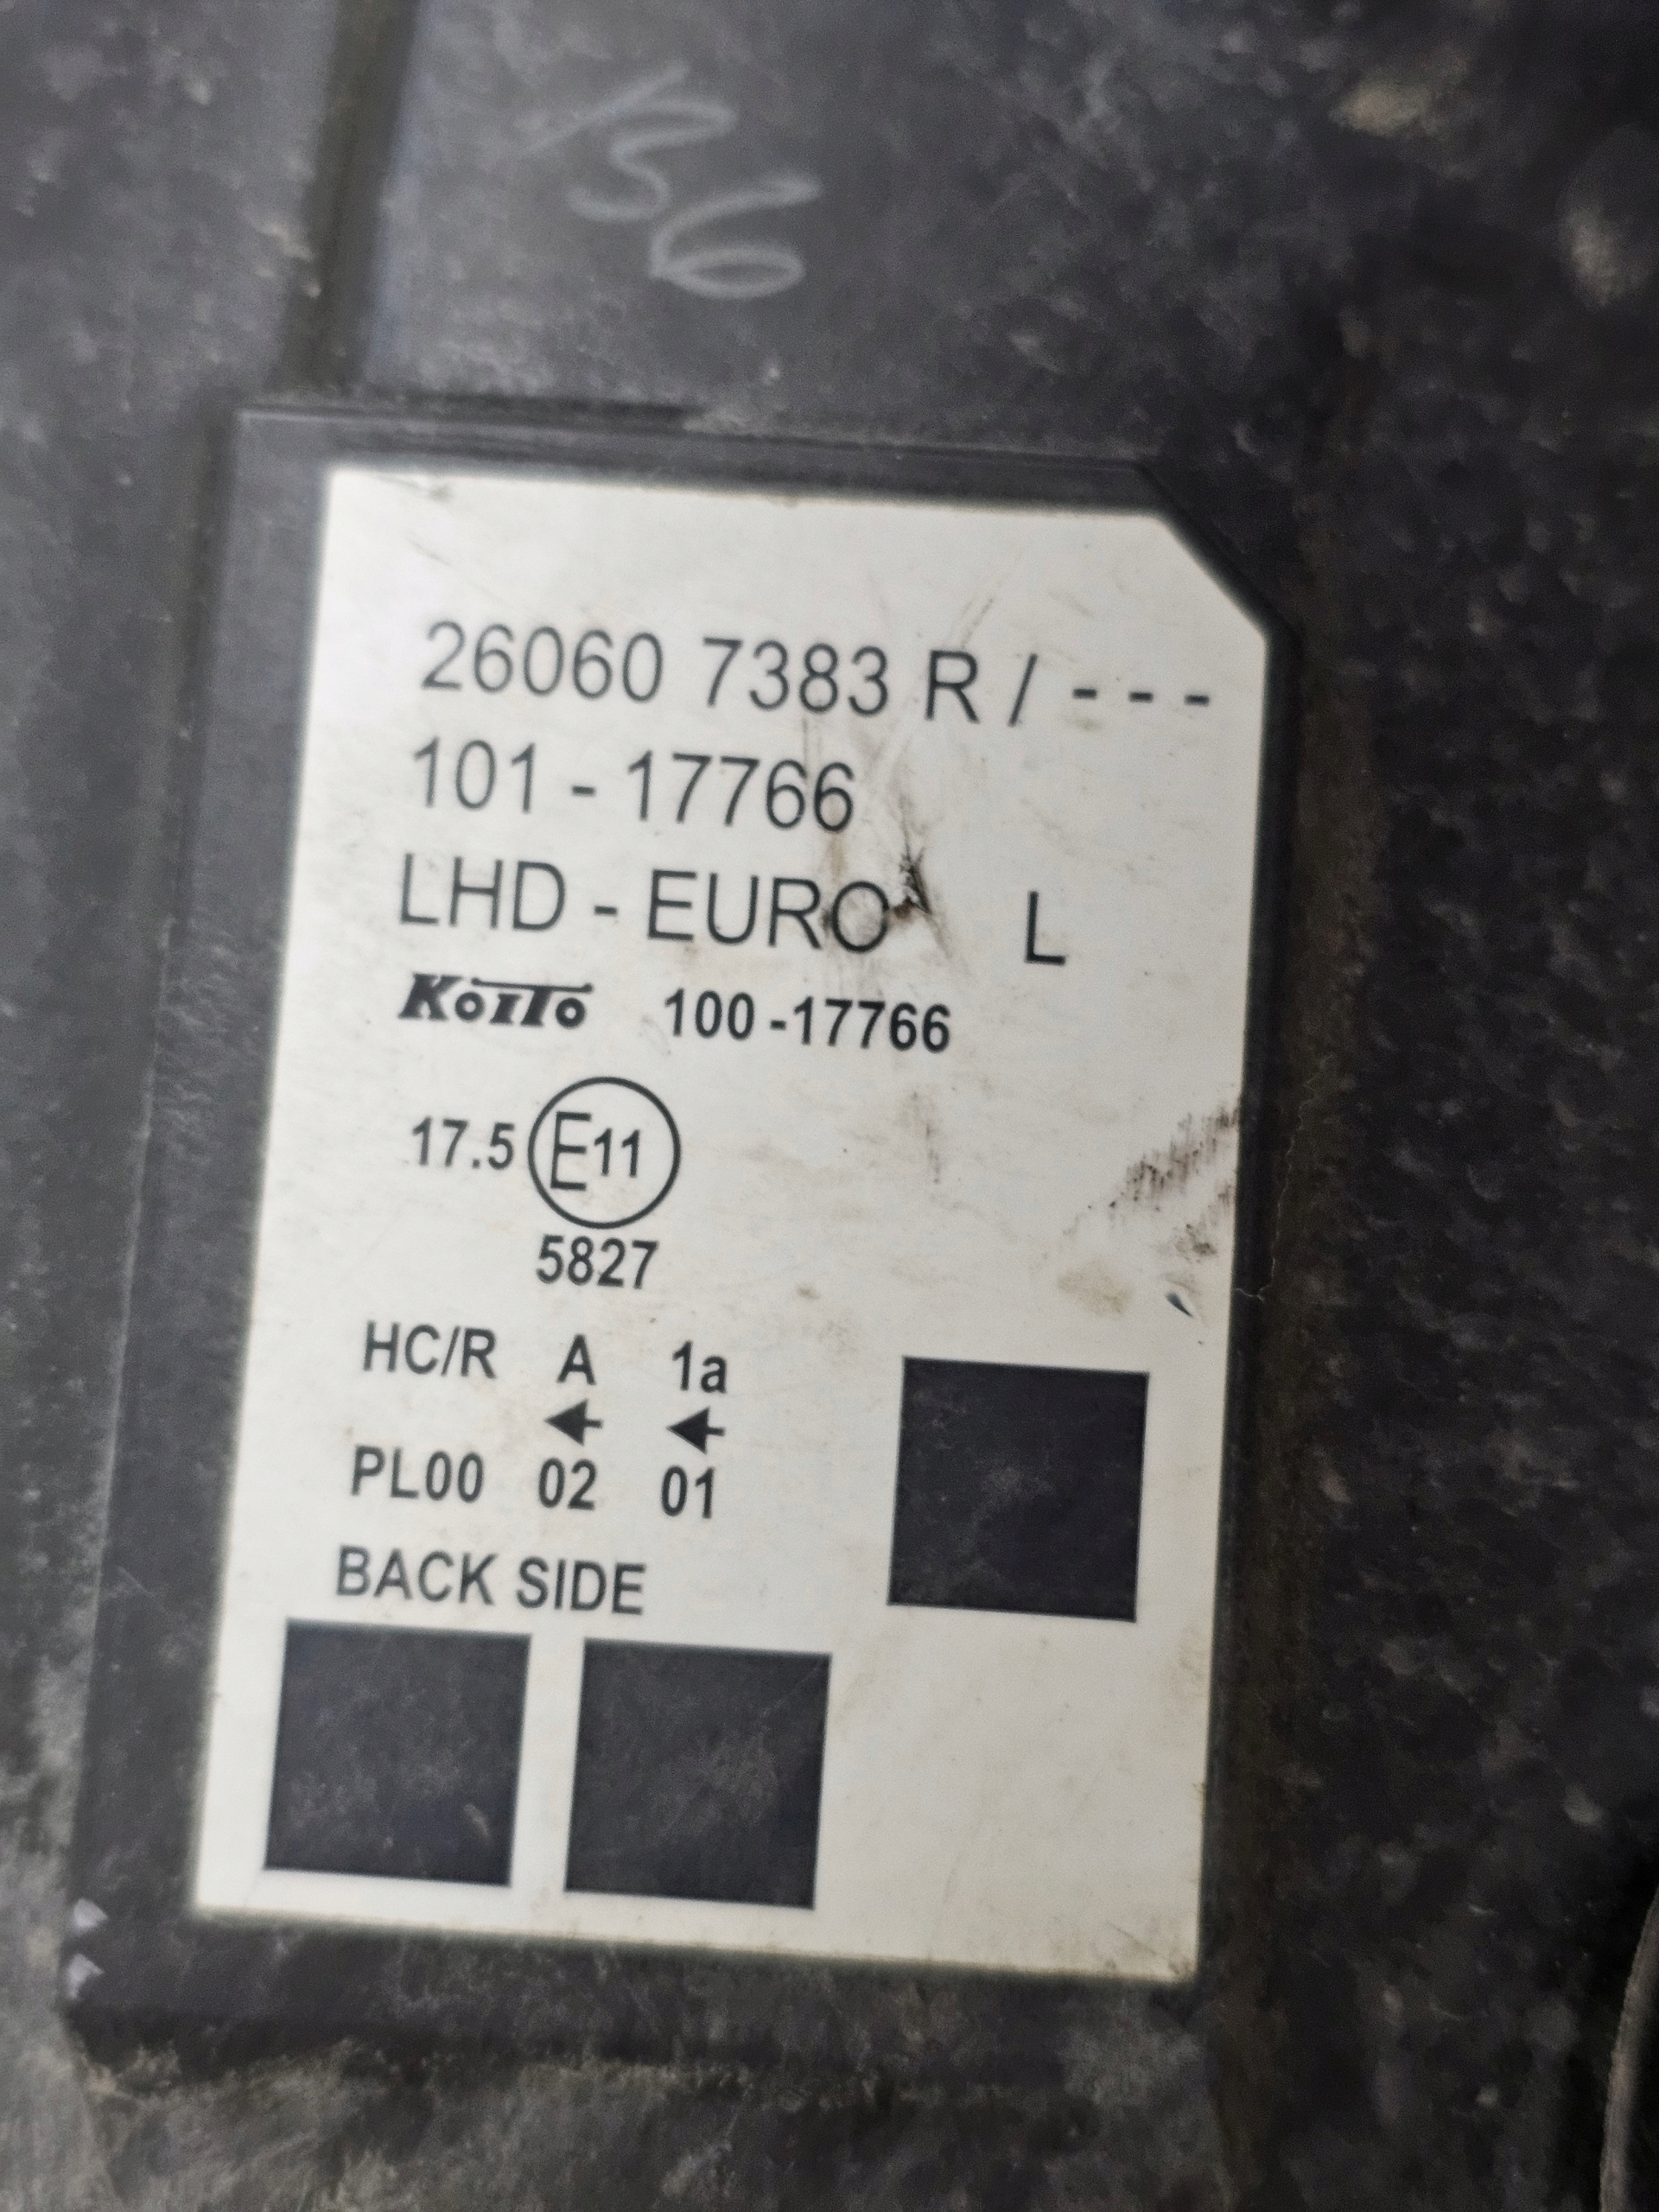 36
26060 7383 R / - - -
101 - 17766
LHD - EURO L
KOITO 100 -17766
17.5 E11
5827
HC/R A 1a
← ←
PL00 02 01
BACK SIDE